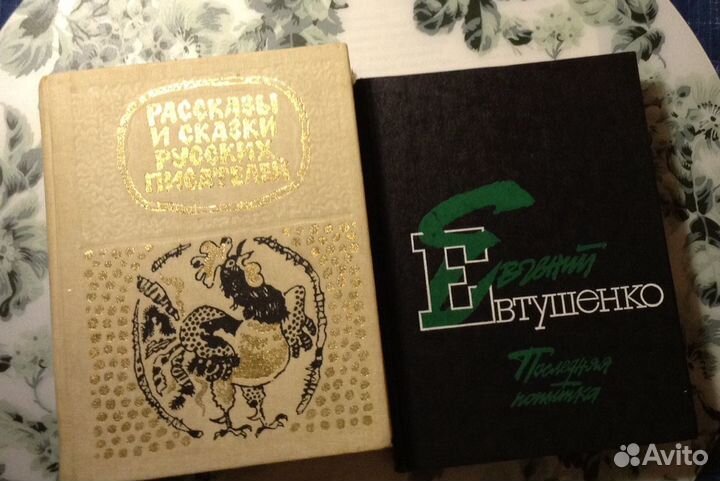 РАССКАЗЫ
И СКАЗКИ
РУССКИХ
ПИСАТЕЛЕЙ
Евгений
Евтушенко
Последняя
попытка
Avito